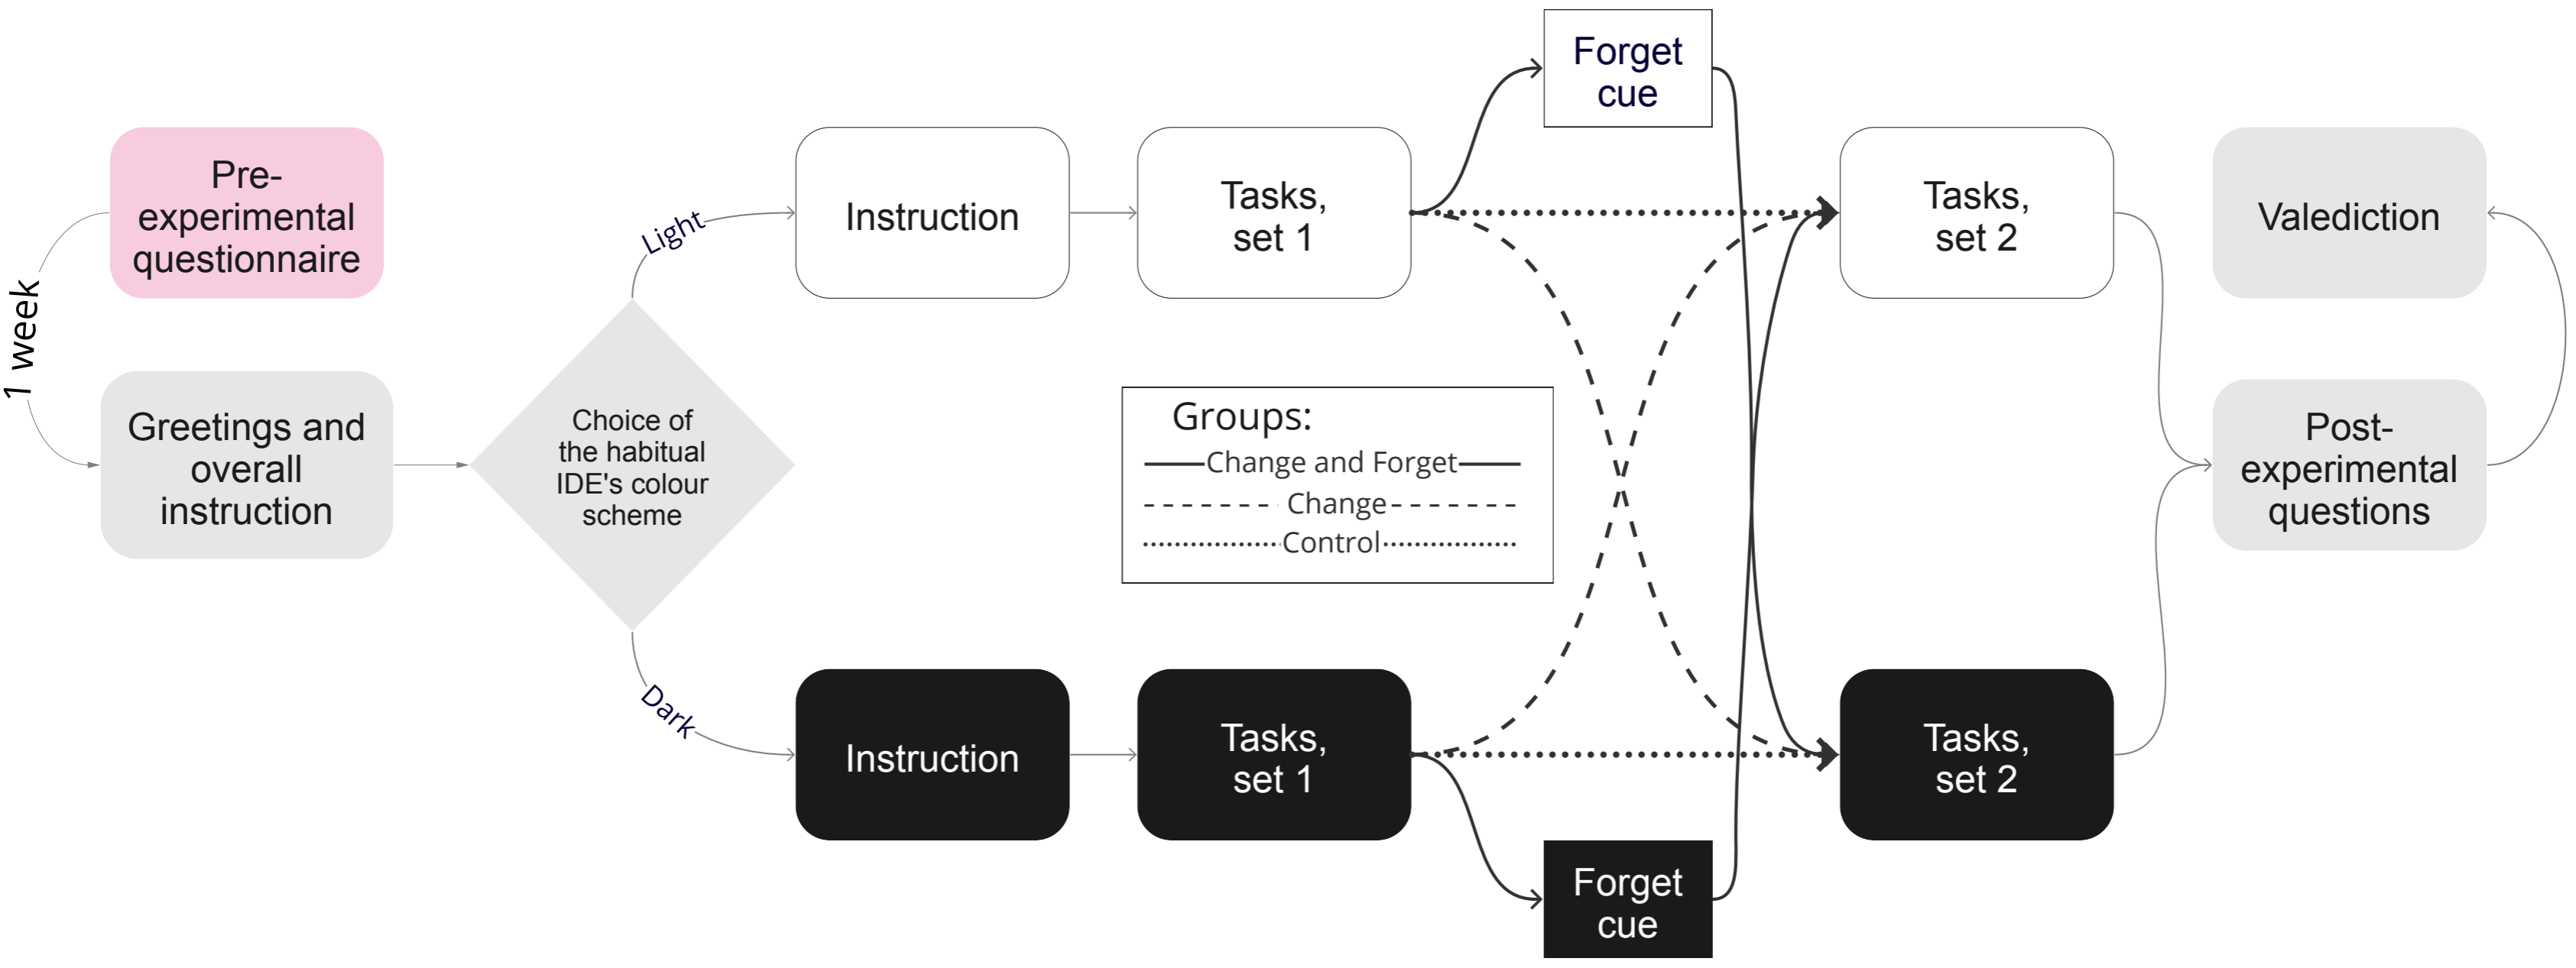 Pre-
experimental
questionnaire
1 week
Greetings and
overall
instruction
Choice of
the habitual
IDE's colour
scheme
Light
Instruction
Tasks,
set 1
Forget
cue
Tasks,
set 2
Dark
Instruction
Tasks,
set 1
Forget
cue
Tasks,
set 2
Groups:
Change and Forget
Change
Control
Post-
experimental
questions
Valediction